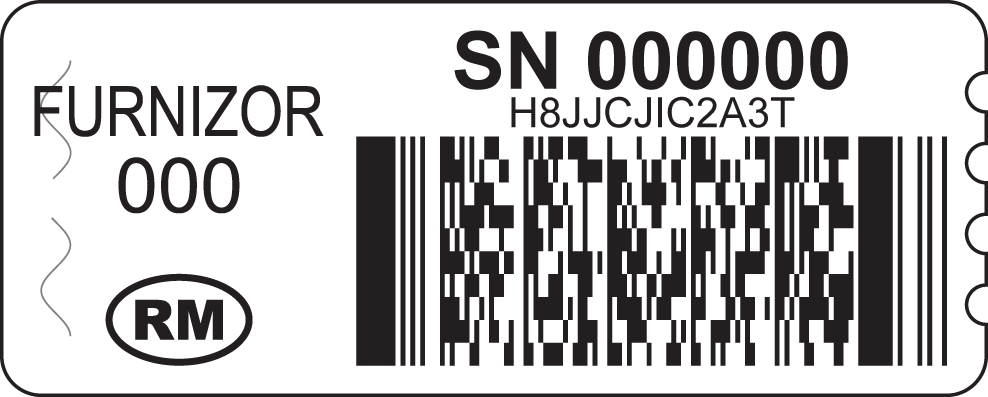 FURNIZOR
000
RM
SN 000000
H8JJCJIC2A3T